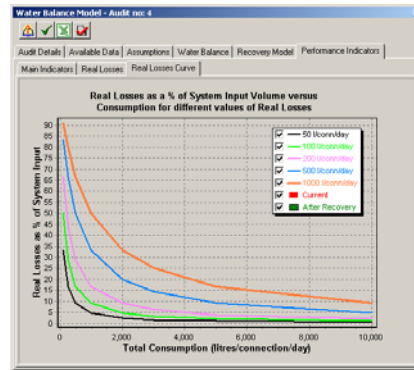 Water Balance Model - Audit no: 4
Audit Details Available Data Assumptions Water Balance Recovery Model Performance Indicators
Main Indicators Real Losses Real Losses Curve
Real Losses as a % of System Input Volume versus
Consumption for different values of Real Losses
Real Losses as % of System Input
90
85
80
75
70
65
60
55
50
45
40
35
30
25
20
15
10
5
0
50 l/conn/day
100 l/conn/day
200 l/conn/day
500 l/conn/day
1000 l/conn/day
Current
After Recovery
0 2,000 4,000 6,000 8,000 10,000
Total Consumption (litres/connection/day)